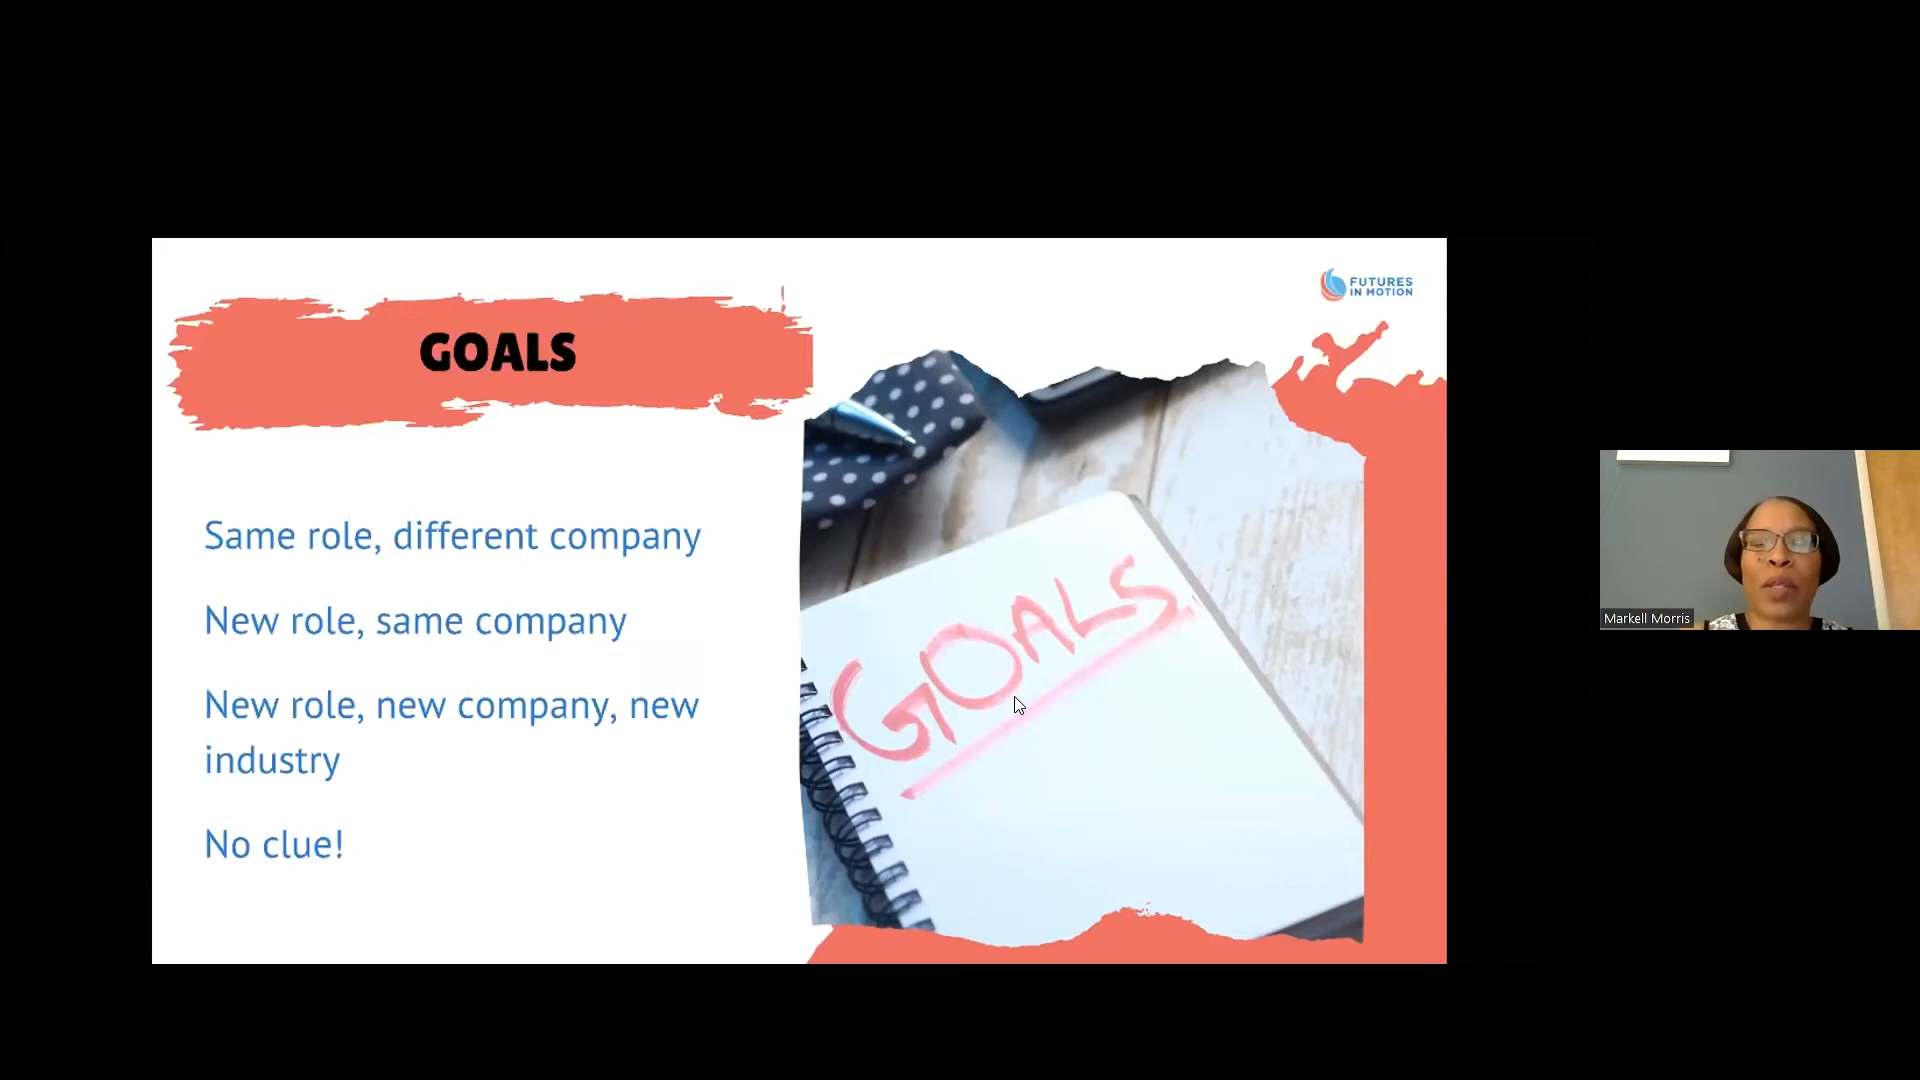 FUTURES
IN MOTION
GOALS
Same role, different company
New role, same company
New role, new company, new
industry
No clue!
GOALS
Markell Morris